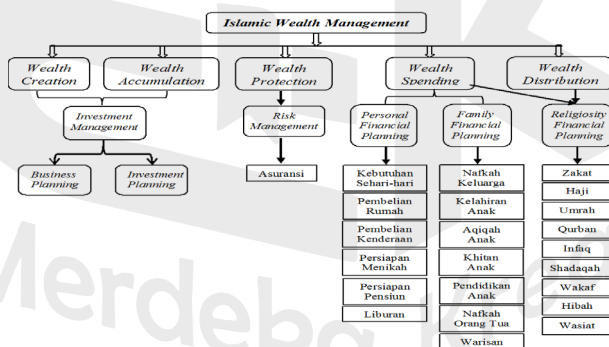 Islamic Wealth Management
Wealth
Creation
Wealth
Accumulation
Wealth
Protection
Wealth
Spending
Wealth
Distribution
Investment
Management
Risk
Management
Personal
Financial
Planning
Family
Financial
Planning
Religiosity
Financial
Planning
Business
Planning
Investment
Planning
Asuransi
Kebutuhan
Sehari-hari
Pembelian
Rumah
Pembelian
Kenderaan
Persiapan
Menikah
Persiapan
Pensiun
Liburan
Nafkah
Keluarga
Kelahiran
Anak
Aqiqah
Anak
Khitan
Anak
Pendidikan
Anak
Nafkah
Orang Tua
Warisan
Zakat
Haji
Umrah
Qurban
Infaq
Shadaqah
Wakaf
Hibah
Wasiat
Merdeba